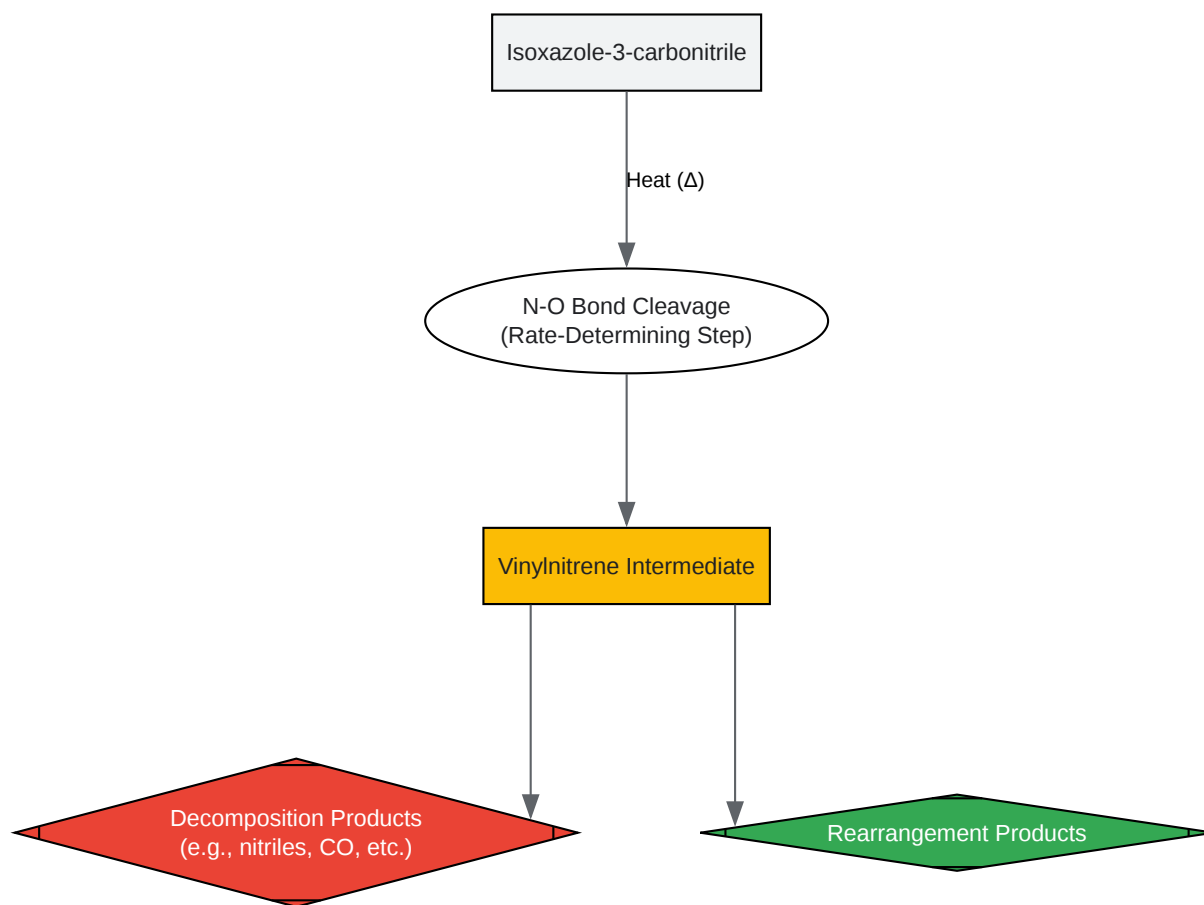 Isoxazole-3-carbonitrile
Heat (Δ)
N-O Bond Cleavage
(Rate-Determining Step)
Vinylnitrene Intermediate
Decomposition Products
(e.g., nitriles, CO, etc.)
Rearrangement Products